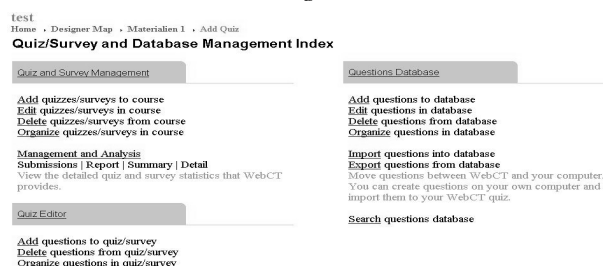 test
Home , Designer Map , Materialien 1 , Add Quiz
Quiz/Survey and Database Management Index
Quiz and Survey Management
Add quizzes/surveys to course
Edit quizzes/surveys in course
Delete quizzes/surveys from course
Organize quizzes/surveys in course
Management and Analysis
Submissions | Report | Summary | Detail
View the detailed quiz and survey statistics that WebCT
provides.
Quiz Editor
Add questions to quiz/survey
Delete questions from quiz/survey
Organize questions in quiz/survey
Questions Database
Add questions to database
Edit questions in database
Delete questions from database
Organize questions in database
Import questions into database
Export questions from database
Move questions between WebCT and your computer.
You can create questions on your own computer and
import them to your WebCT quiz.
Search questions database